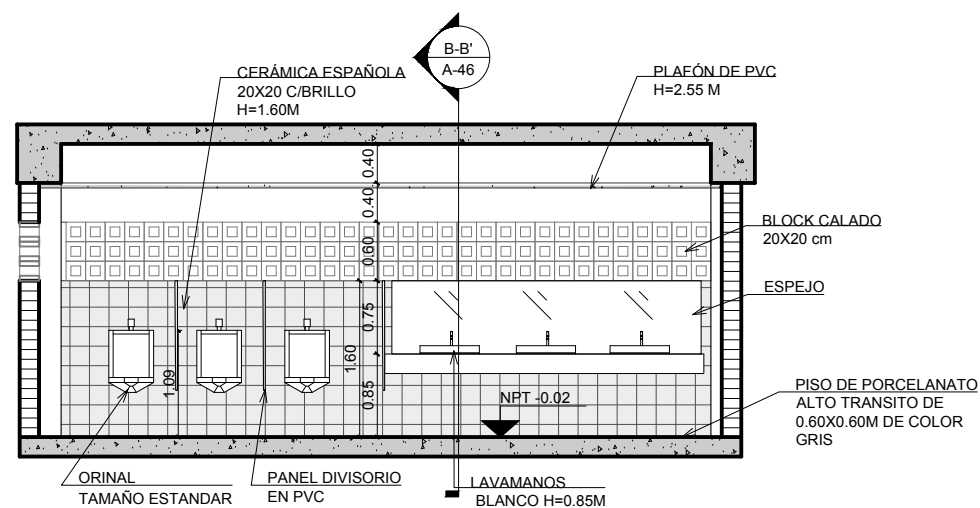 B-B'
A-46
CERÁMICA ESPAÑOLA
20X20 C/BRILLO
H=1.60M
PLAFÓN DE PVC
H=2.55 M
0.40
0.40
BLOCK CALADO
20X20 cm
0.60
ESPEJO
0.75
1.60
1.09
0.85
NPT -0.02
PISO DE PORCELANATO
ALTO TRANSITO DE
0.60X0.60M DE COLOR
GRIS
ORINAL
TAMAÑO ESTANDAR
PANEL DIVISORIO
EN PVC
LAVAMANOS
BLANCO H=0.85M